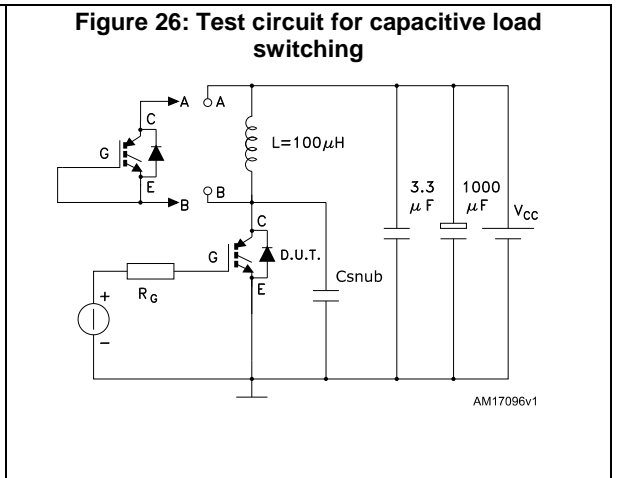 Figure 26: Test circuit for capacitive load
switching
A
A
C
G
E
B
B
L=100μH
3.3
μF
1000
μF
VCC
C
G
D.U.T.
E
Csnub
RG
+
−
AM17096v1